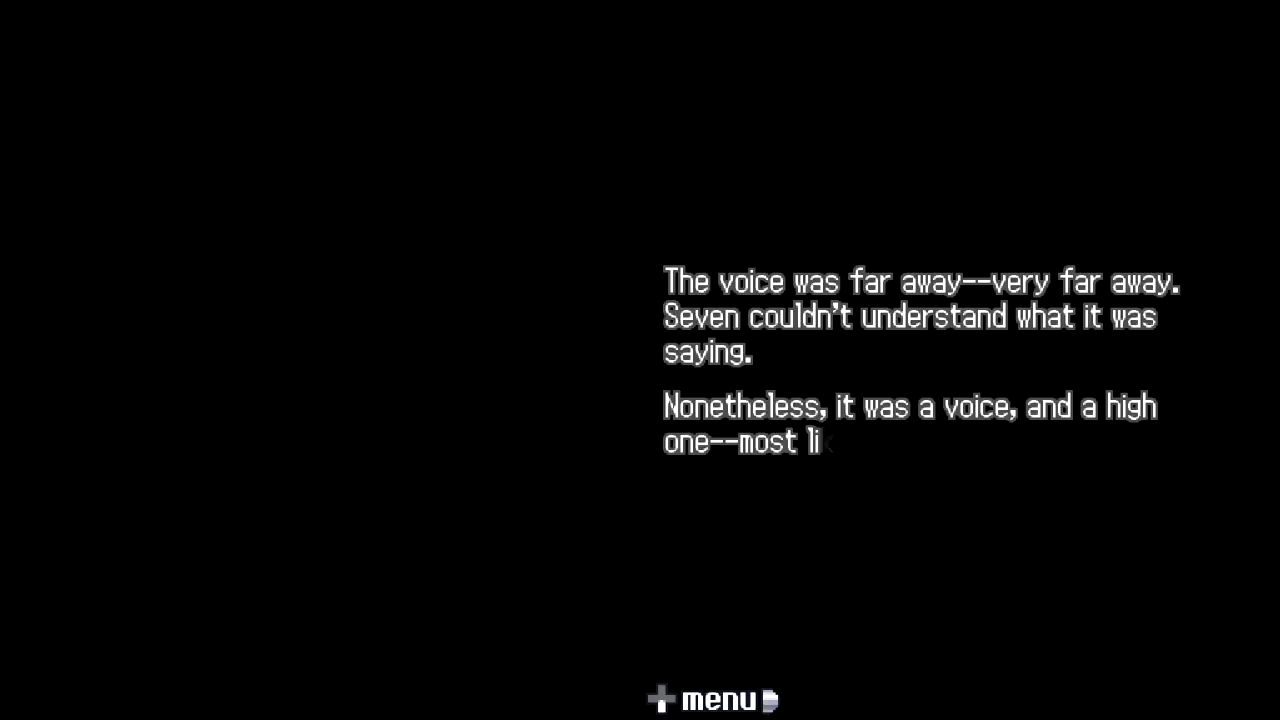 The voice was far away--very far away.
Seven couldn't understand what it was
saying.
Nonetheless, it was a voice, and a high
one--most li
menu